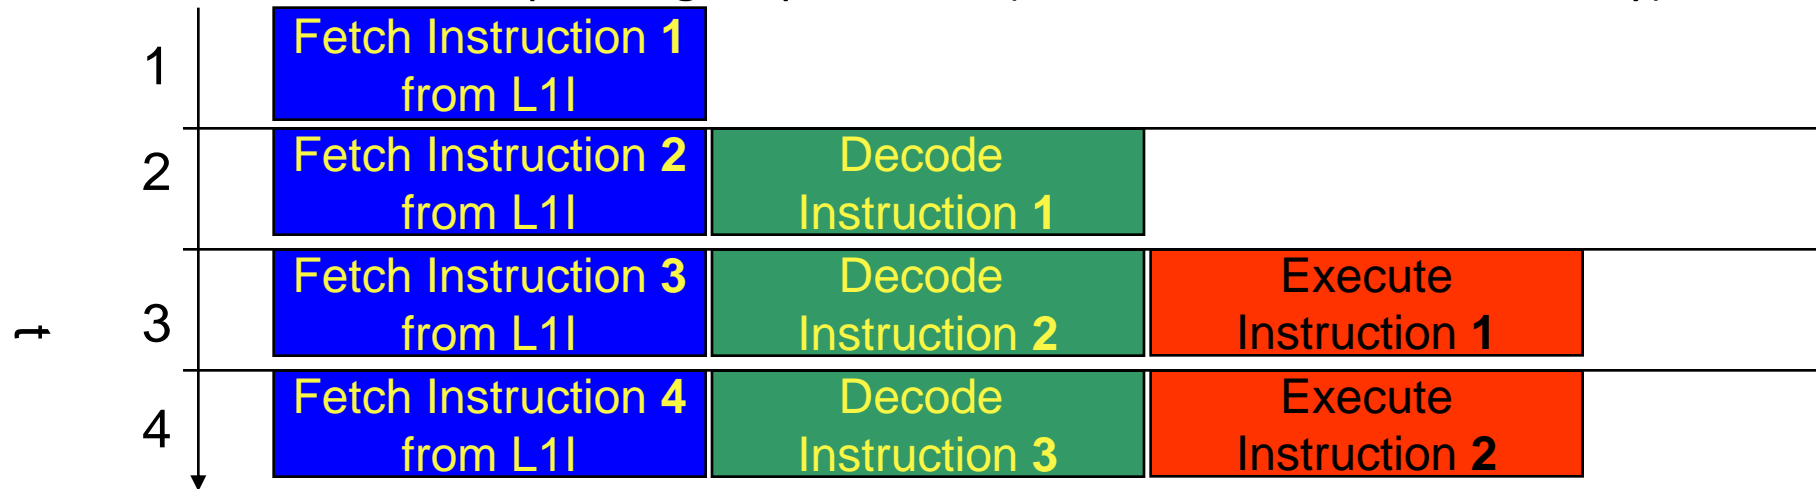 1
Fetch Instruction 1
from L1I
2
Fetch Instruction 2
from L1I
Decode
Instruction 1
3
Fetch Instruction 3
from L1I
Decode
Instruction 2
Execute
Instruction 1
t
4
Fetch Instruction 4
from L1I
Decode
Instruction 3
Execute
Instruction 2